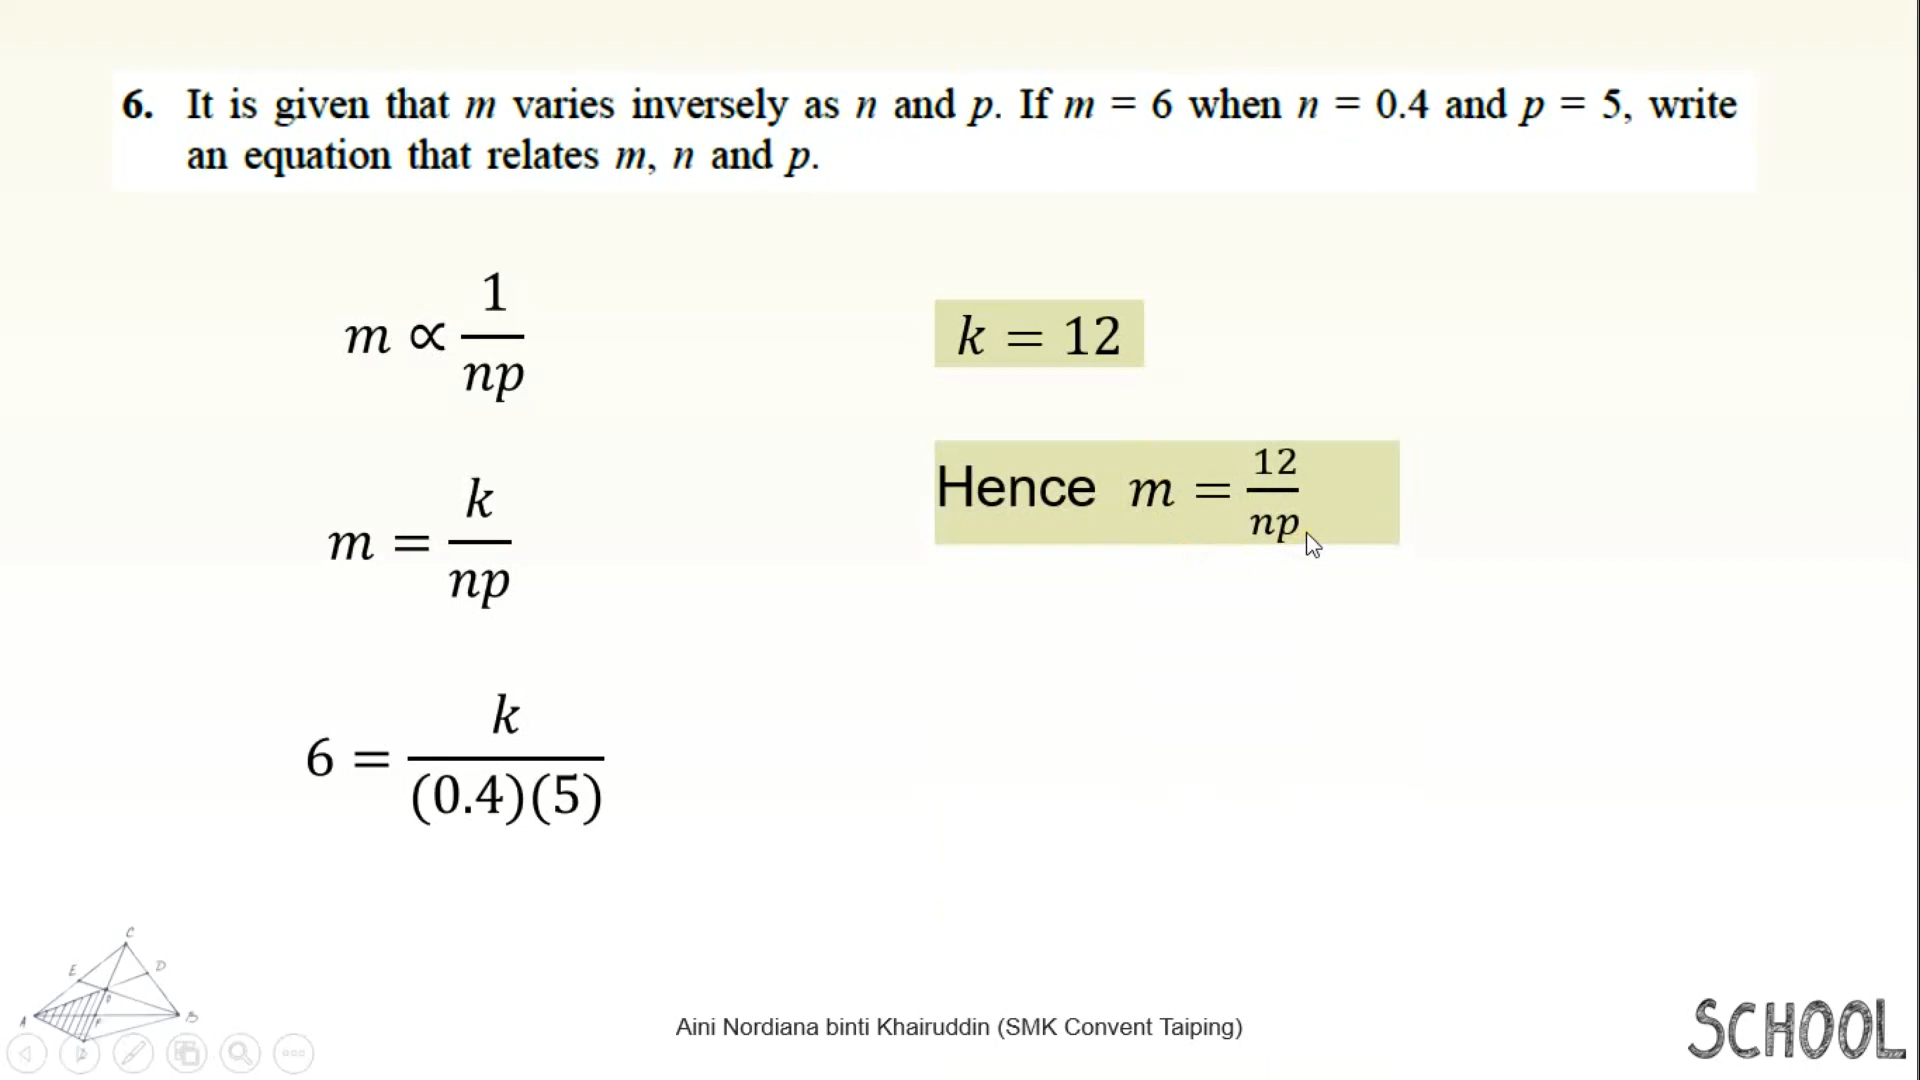 6. It is given that m varies inversely as n and p. If m = 6 when n = 0.4 and p = 5, write
an equation that relates m, n and p.
m ∝ 1/np
m = k/np
6 = k/(0.4)(5)
k = 12
Hence m = 12/np
C
E
D
A
B
Aini Nordiana binti Khairuddin (SMK Convent Taiping)
SCHOOL